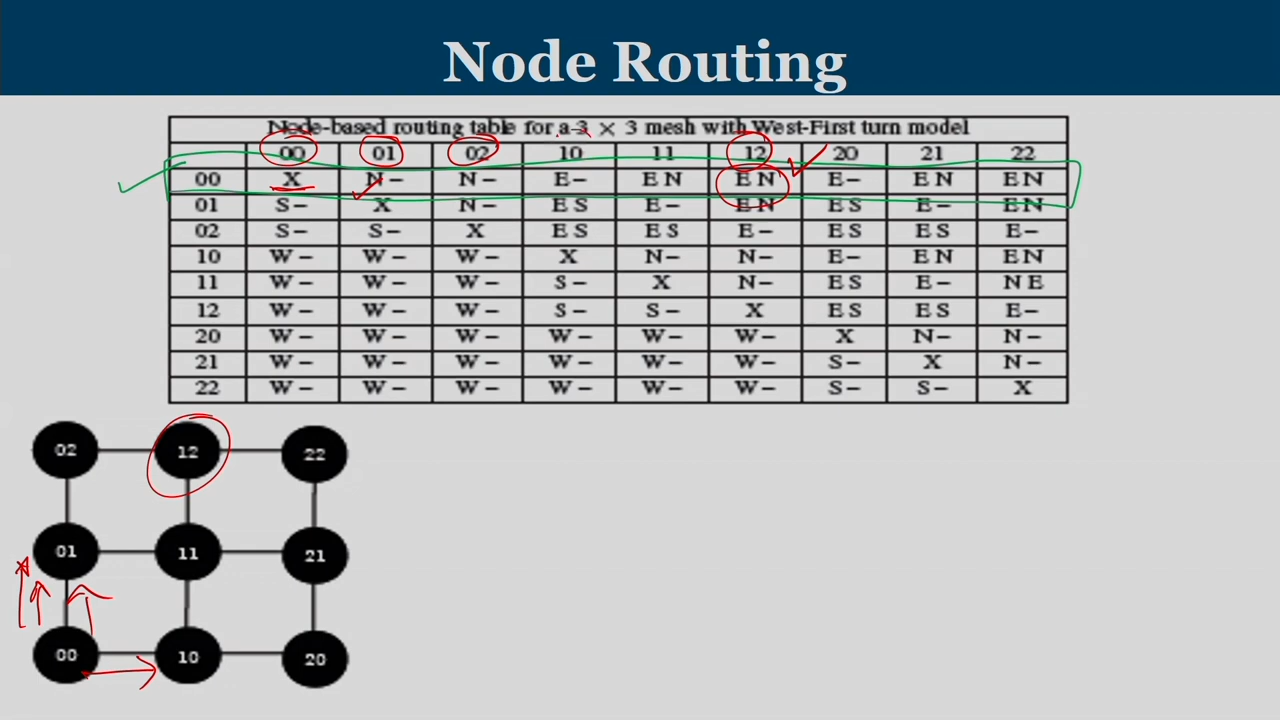 Node Routing
Node-based routing table for a 3 × 3 mesh with West-First turn model
00 01 02 10 11 12 20 21 22
00 X N – N – E – E N E N E – E N E N
01 S – X N – E S E – E N E S E – E N
02 S – S – X E S E S E – E S E S E –
10 W – W – W – X N – N – E – E N E N
11 W – W – W – S – X N – E S E – N E
12 W – W – W – S – S – X E S E S E –
20 W – W – W – W – W – W – X N – N –
21 W – W – W – W – W – W – S – X N –
22 W – W – W – W – W – W – S – S – X
02 12 22
01 11 21
00 10 20